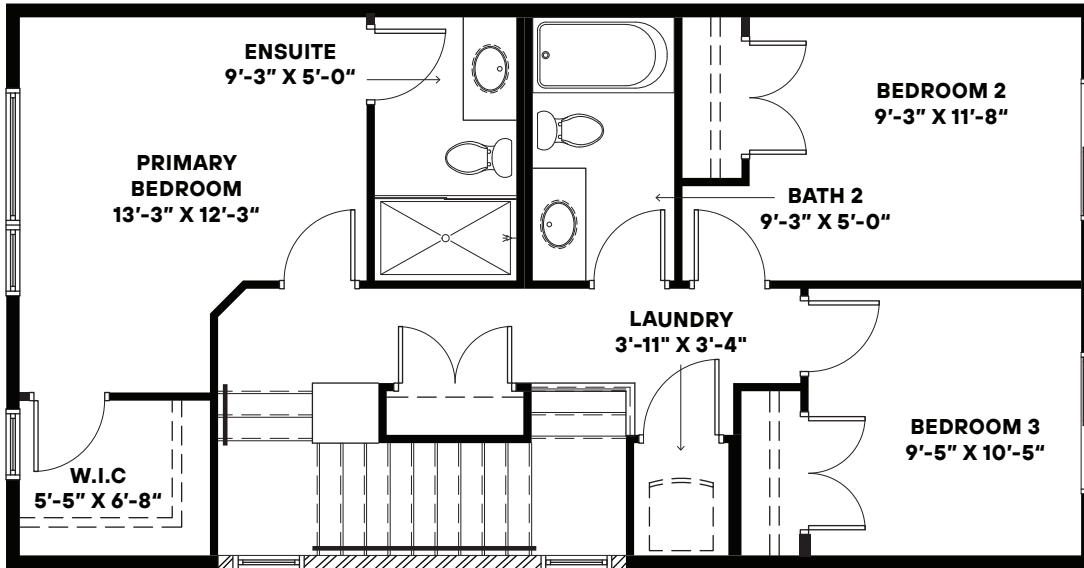 ENSUITE
9′-3″ X 5′-0“
PRIMARY
BEDROOM
13′-3″ X 12′-3“
BEDROOM 2
9′-3″ X 11′-8“
BATH 2
9′-3″ X 5′-0“
LAUNDRY
3'-11" X 3'-4"
W.I.C
5′-5″ X 6′-8“
BEDROOM 3
9′-5″ X 10′-5“